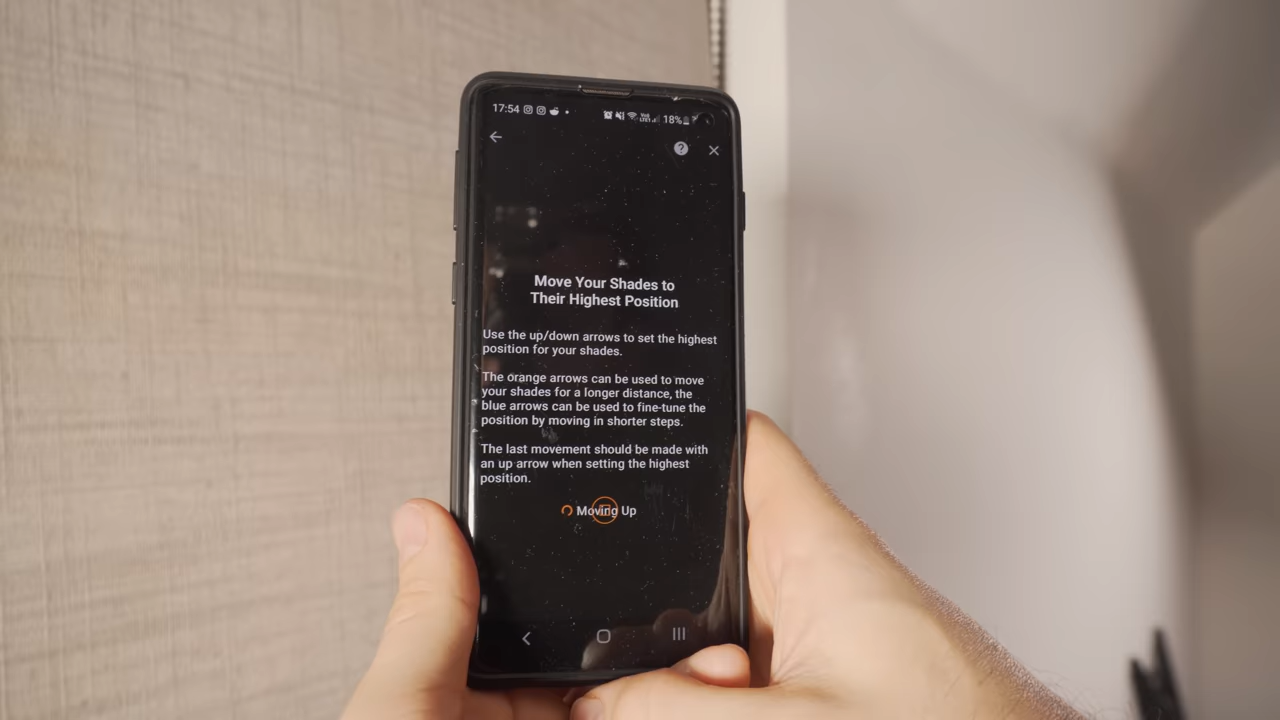 17:54
18%
Move Your Shades to
Their Highest Position
Use the up/down arrows to set the highest
position for your shades.
The orange arrows can be used to move
your shades for a longer distance, the
blue arrows can be used to fine-tune the
position by moving in shorter steps.
The last movement should be made with
an up arrow when setting the highest
position.
Moving Up